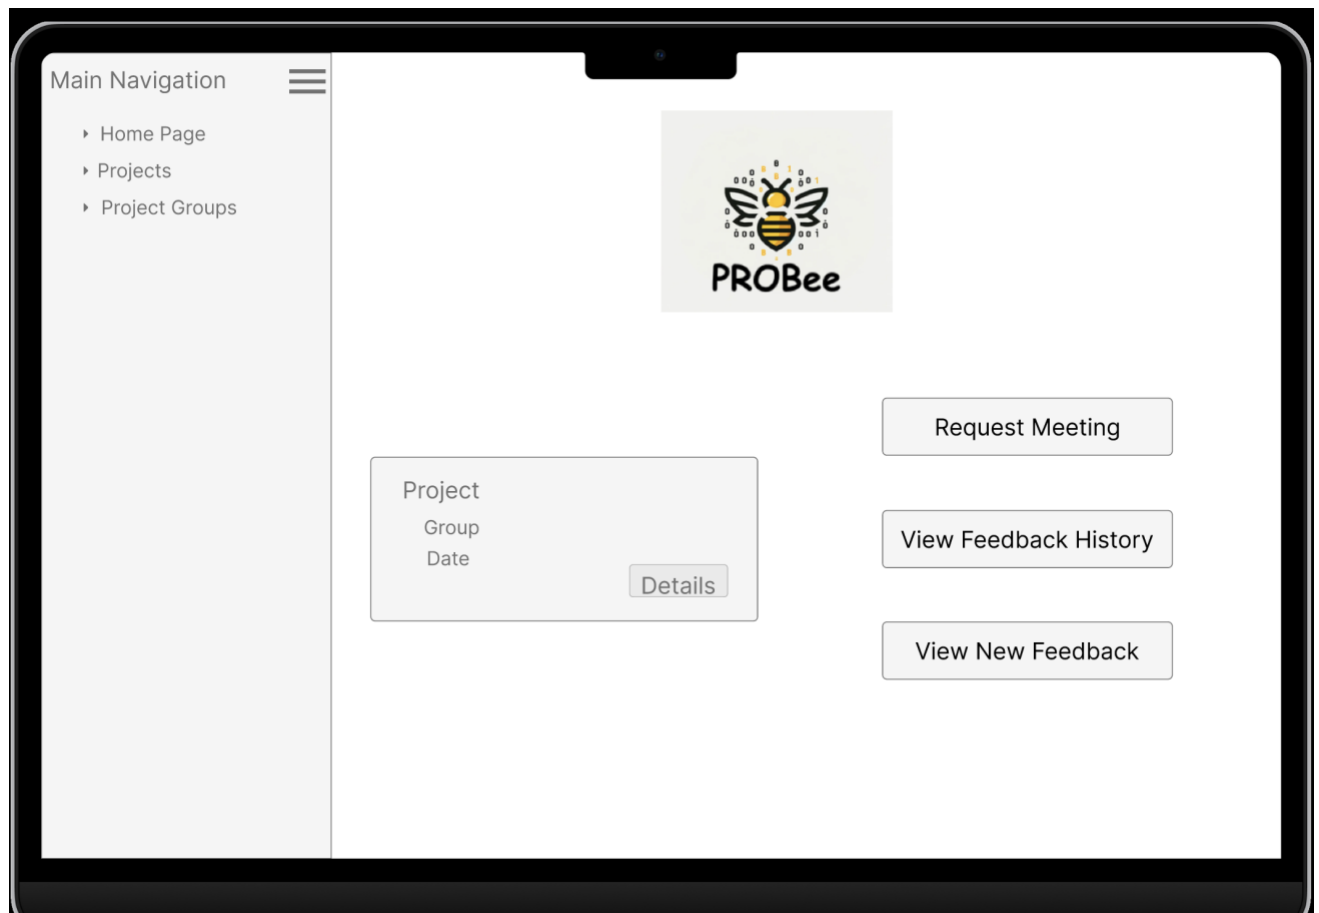 Main Navigation
Home Page
Projects
Project Groups
PROBee
Request Meeting
Project
Group
Date
Details
View Feedback History
View New Feedback